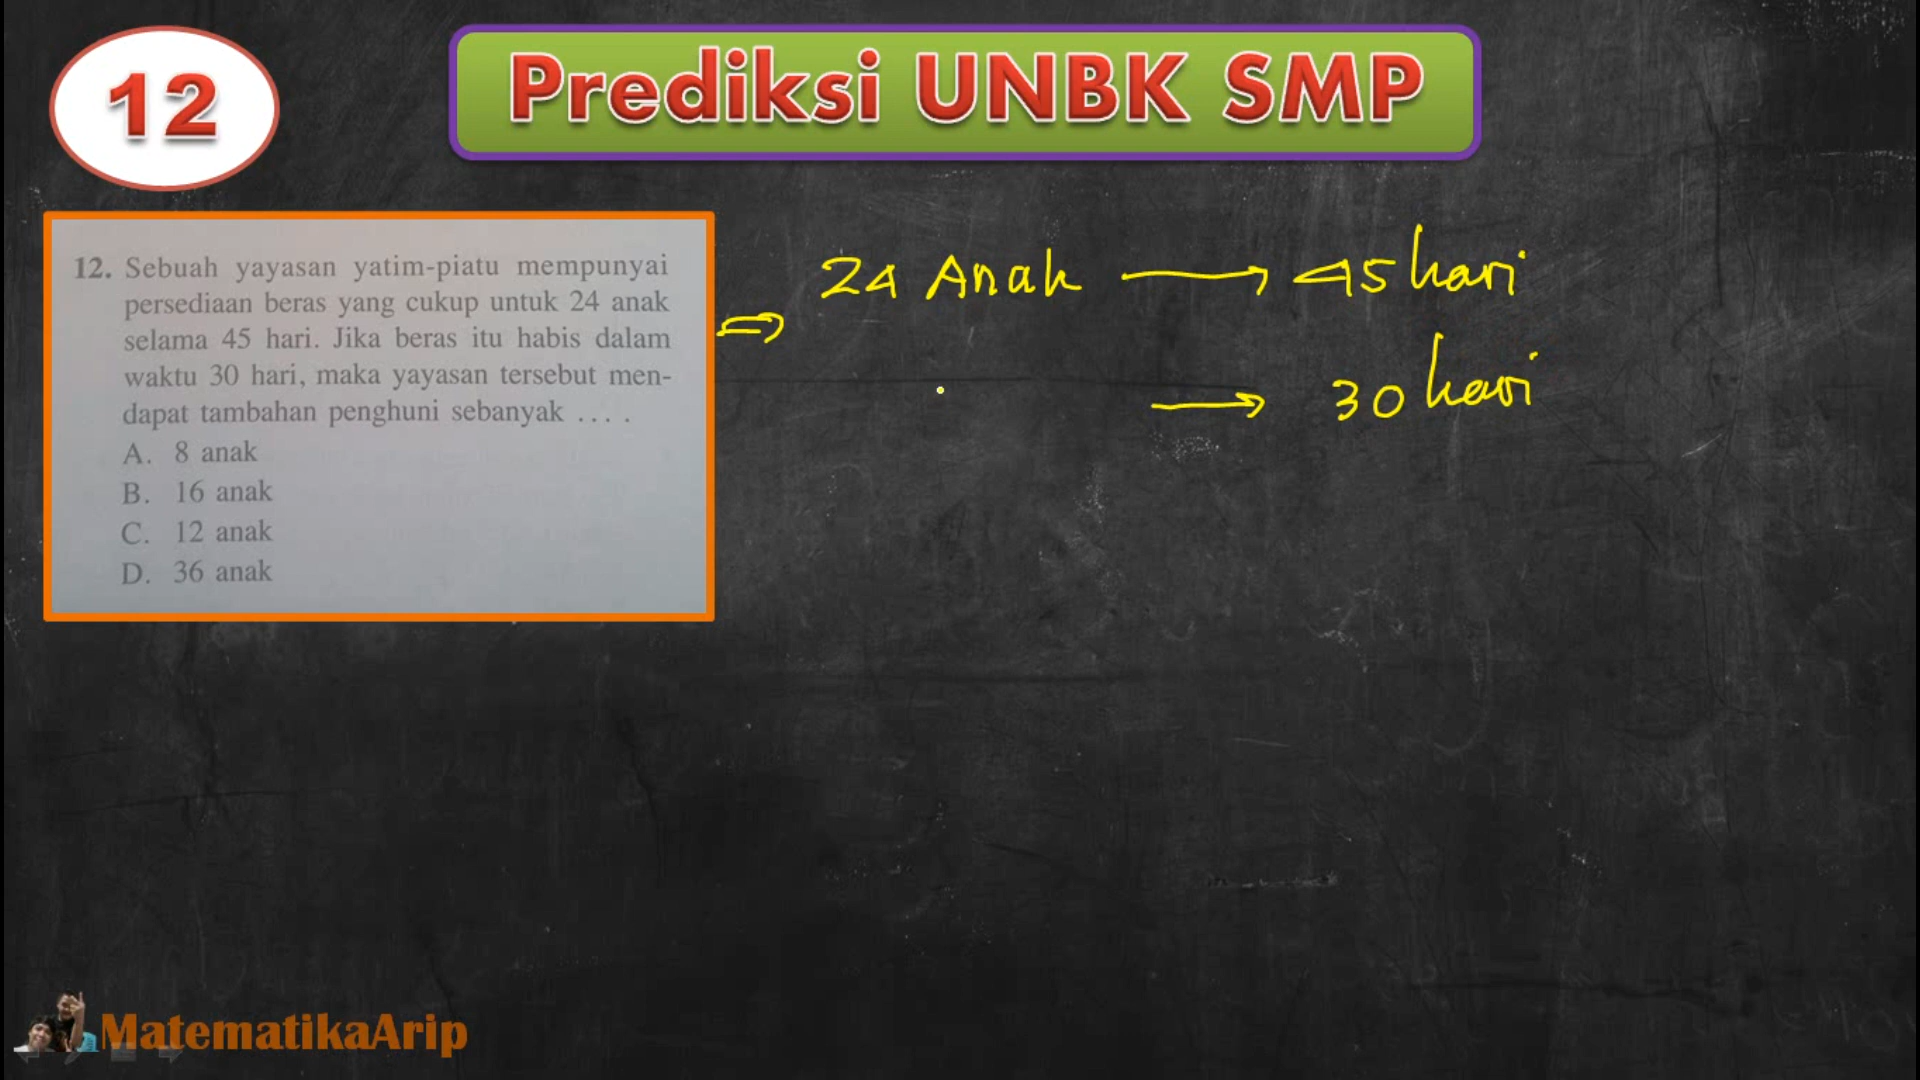 12
Prediksi UNBK SMP
12. Sebuah yayasan yatim-piatu mempunyai
persediaan beras yang cukup untuk 24 anak
selama 45 hari. Jika beras itu habis dalam
waktu 30 hari, maka yayasan tersebut men-
dapat tambahan penghuni sebanyak ....
A. 8 anak
B. 16 anak
C. 12 anak
D. 36 anak
⇒ 24 Anak → 45 hari
→ 30 hari
MatematikaArip